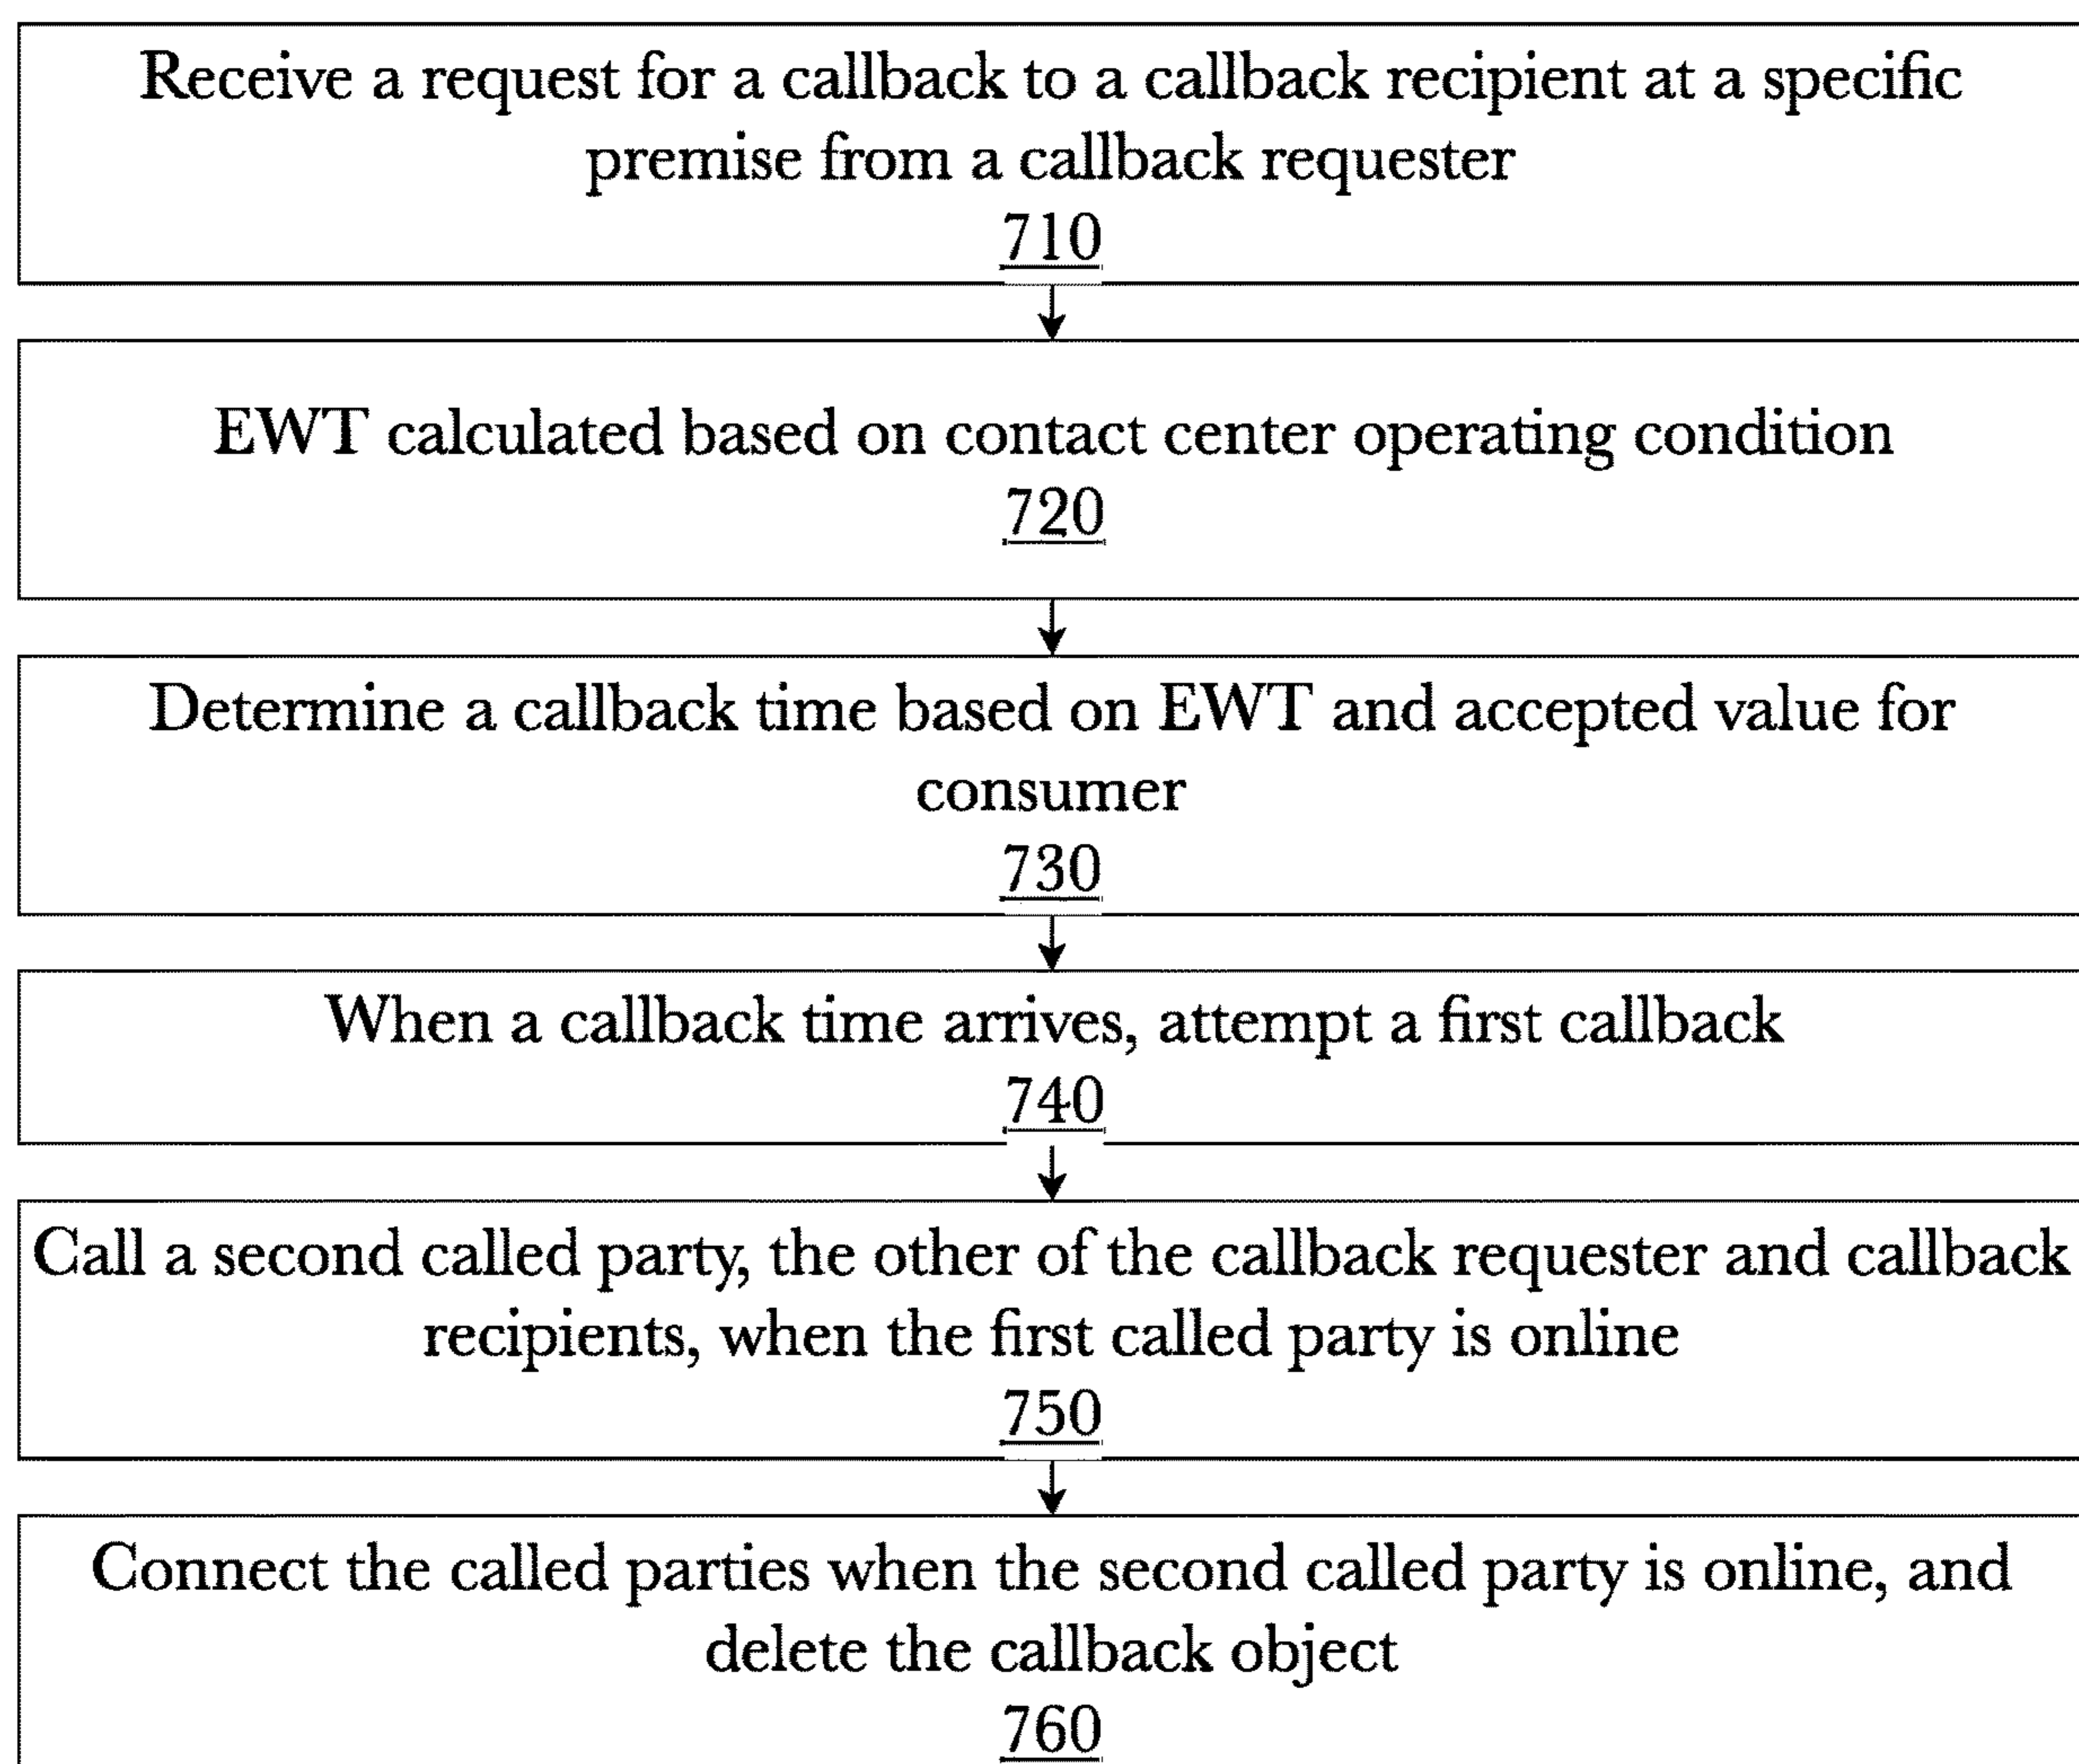 Receive a request for a callback to a callback recipient at a specific
premise from a callback requester
710
EWT calculated based on contact center operating condition
720
Determine a callback time based on EWT and accepted value for
consumer
730
When a callback time arrives, attempt a first callback
740
Call a second called party, the other of the callback requester and callback
recipients, when the first called party is online
750
Connect the called parties when the second called party is online, and
delete the callback object
760